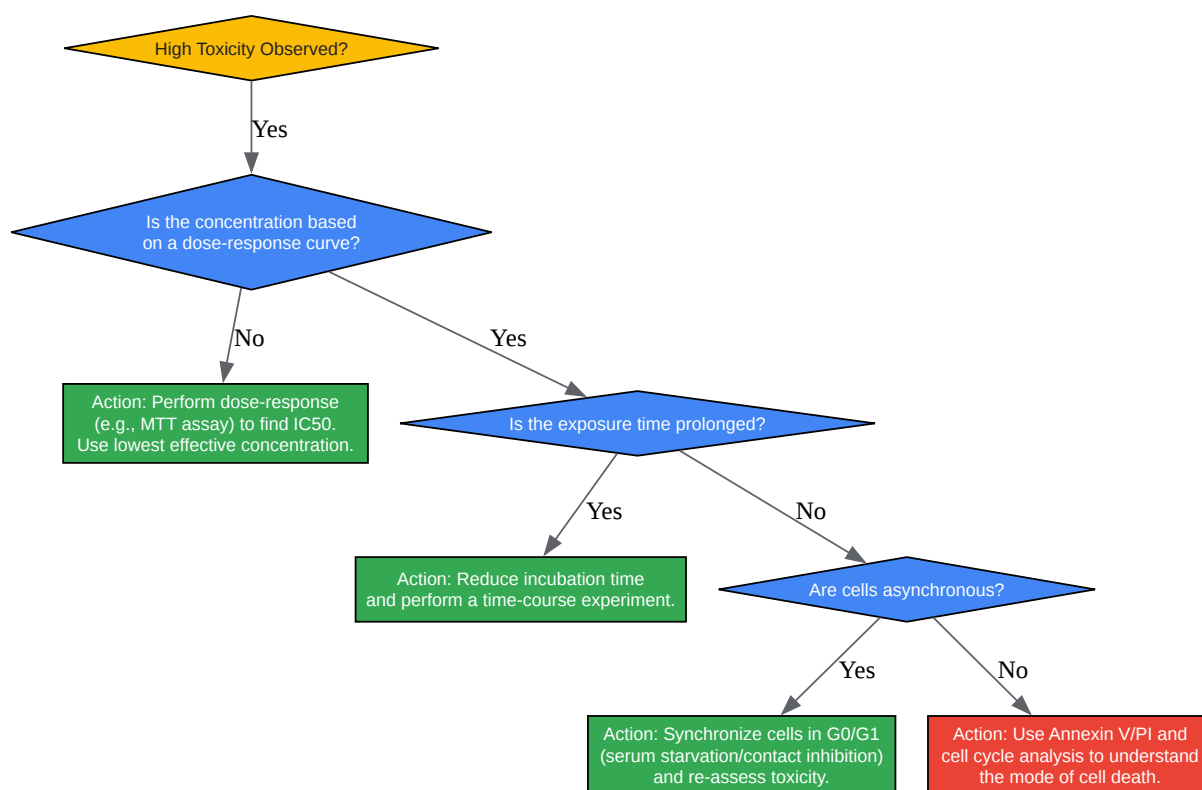 High Toxicity Observed?
Yes
Is the concentration based
on a dose-response curve?
No
Yes
Action: Perform dose-response
(e.g., MTT assay) to find IC50.
Use lowest effective concentration.
Is the exposure time prolonged?
Yes
No
Action: Reduce incubation time
and perform a time-course experiment.
Are cells asynchronous?
Yes
No
Action: Synchronize cells in G0/G1
(serum starvation/contact inhibition)
and re-assess toxicity.
Action: Use Annexin V/PI and
cell cycle analysis to understand
the mode of cell death.